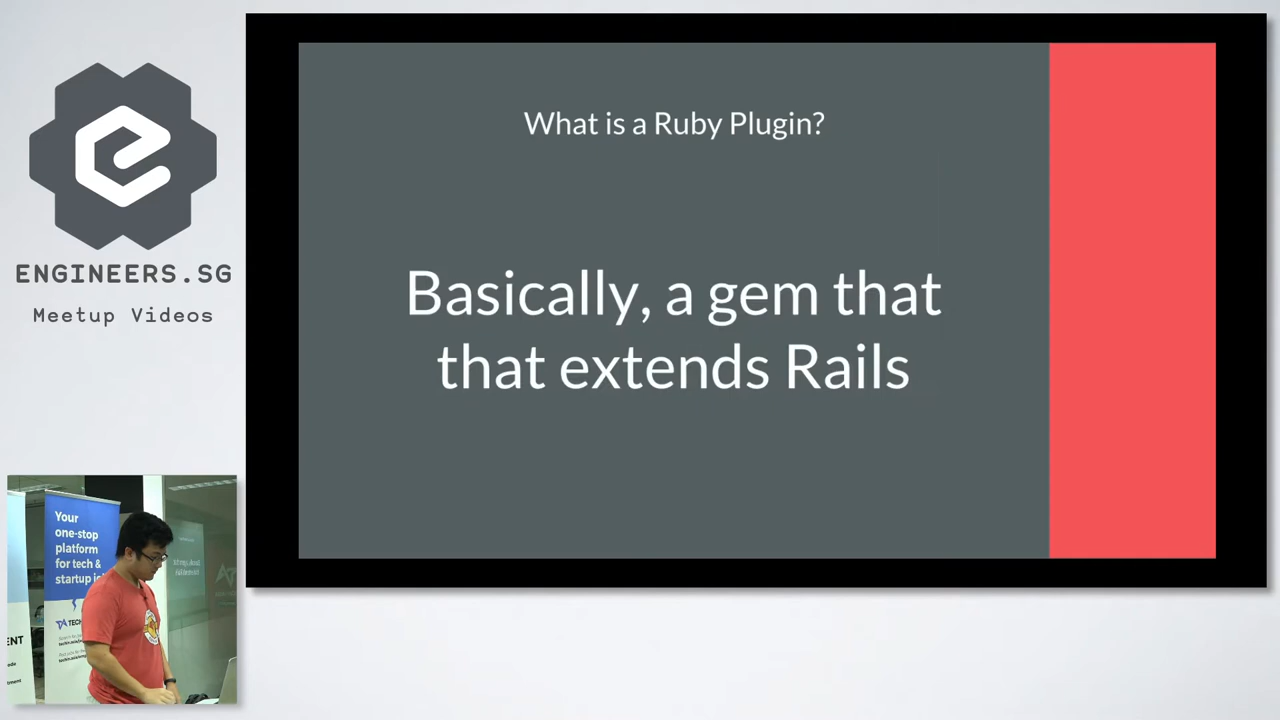 ENGINEERS.SG
Meetup Videos
What is a Ruby Plugin?
Basically, a gem that
that extends Rails
Your
one-stop
platform
for tech &
startup